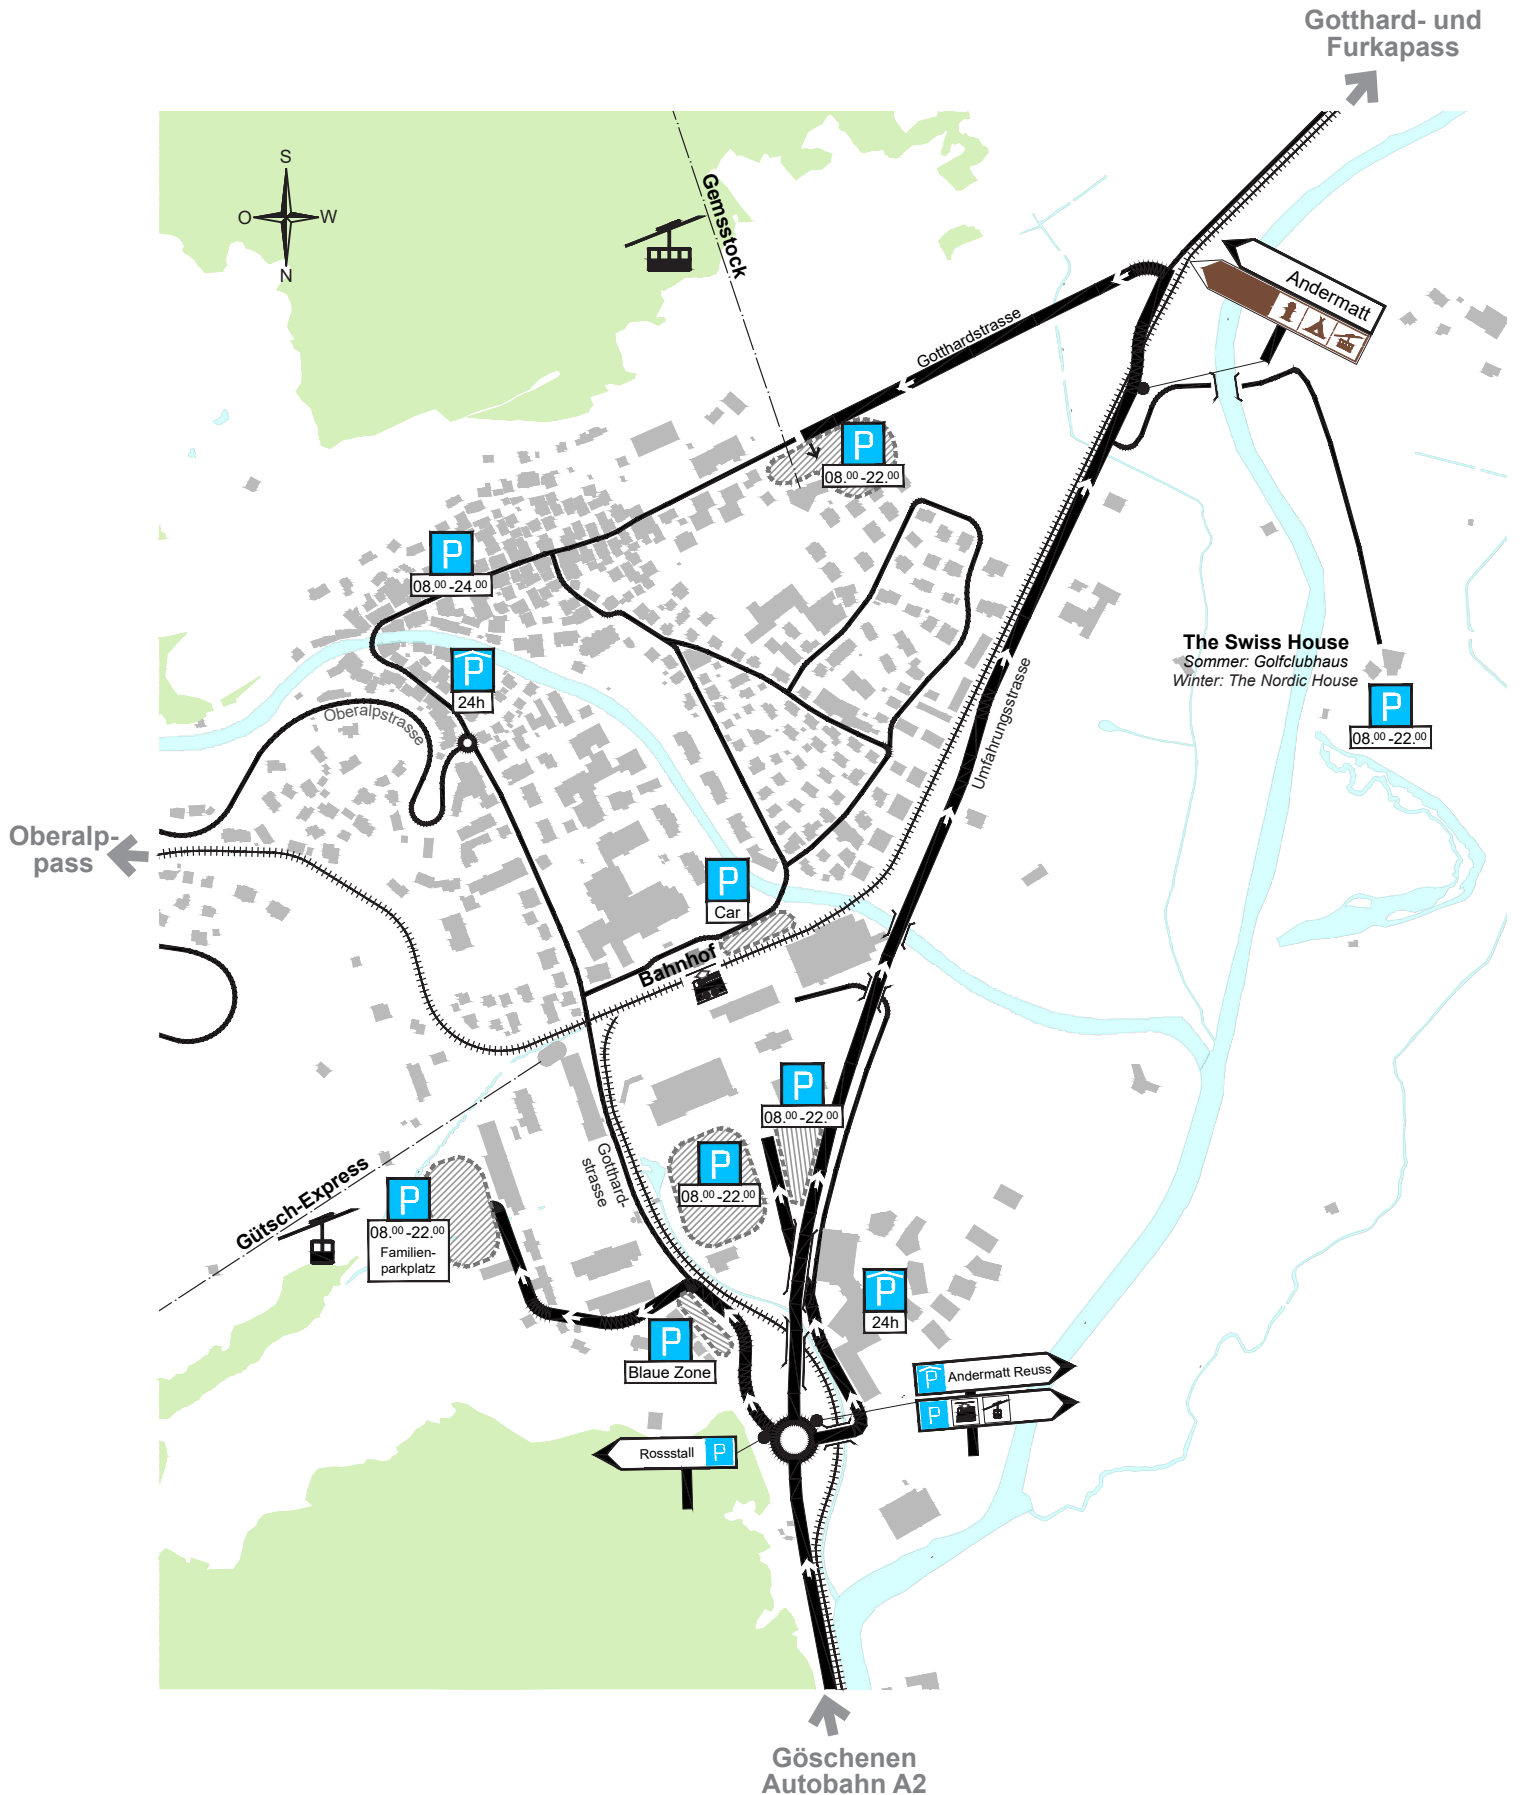 Gotthard- und
Furkapass
S
O
W
N
Gemsstock
Andermatt
Gotthardstrasse
P
08.00-22.00
P
08.00-24.00
P
24h
Oberalpstrasse
The Swiss House
Sommer: Golfclubhaus
Winter: The Nordic House
P
08.00-22.00
Umfahrungsstrasse
Oberalp-
pass
P
Car
Bahnhof
P
08.00-22.00
P
08.00-22.00
Gotthard-
strasse
Gütsch-Express
P
08.00-22.00
Familien-
parkplatz
P
24h
P
Blaue Zone
P Andermatt Reuss
P
Rossstall P
Göschenen
Autobahn A2